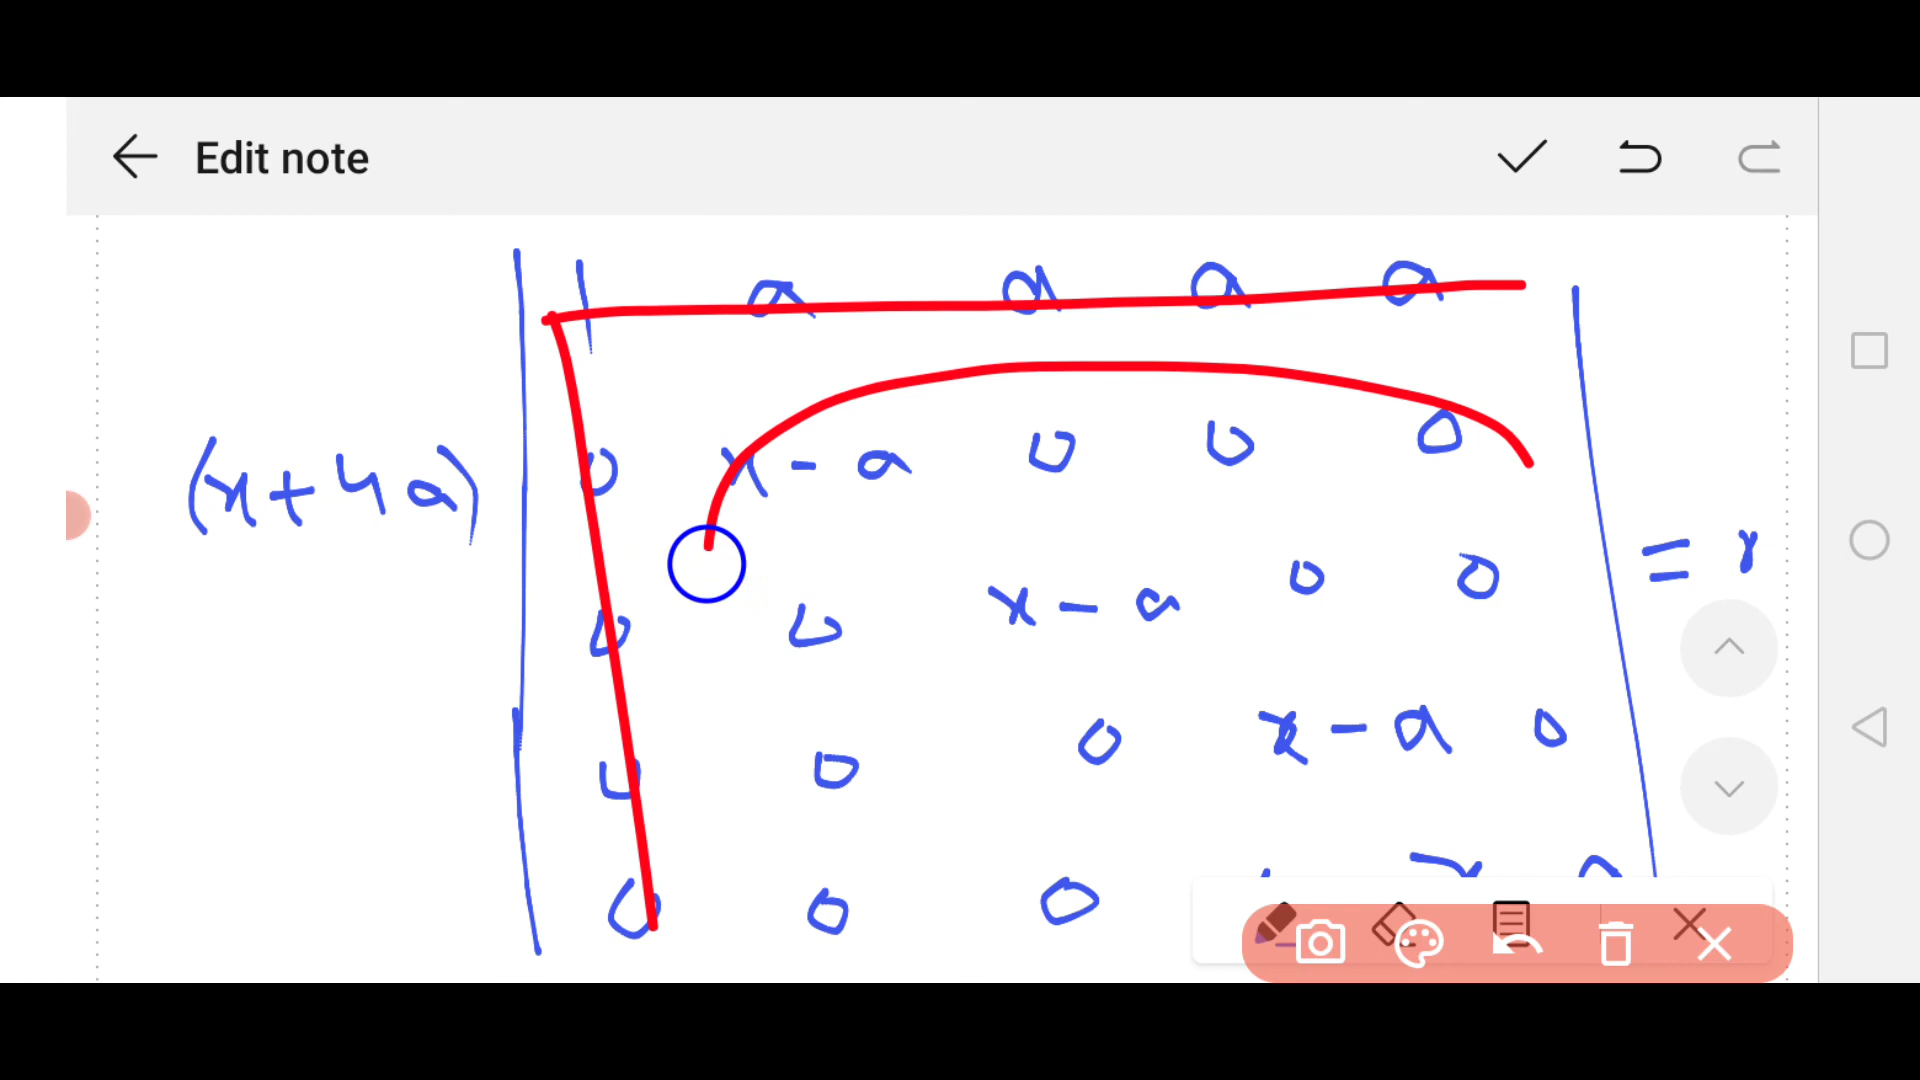 Edit note
1 a a a a
(x+4a) 0 x-a 0 0 0
= r
0 0 x-a 0 0
0 0 0 x-a 0
0 0 0